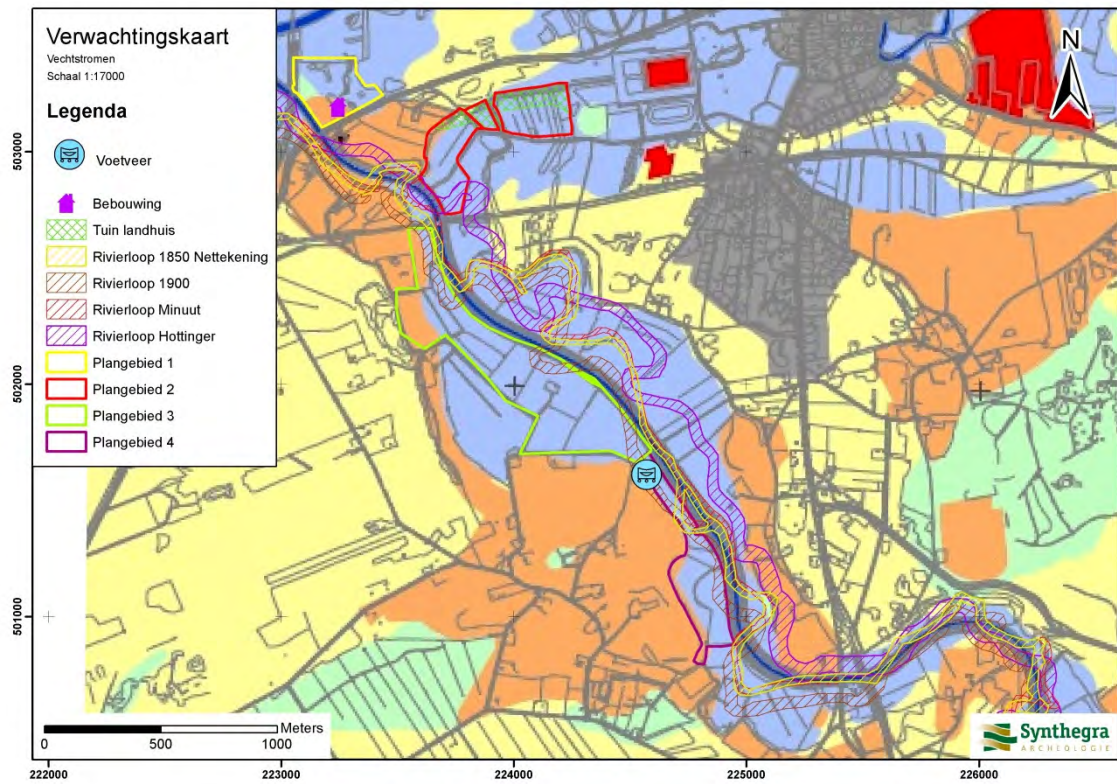 Verwachtingskaart
Vechtstromen
Schaal 1:17000
Legenda
Voetveer
Bebouwing
Tuin landhuis
Rivierloop 1850 Nettekening
Rivierloop 1900
Rivierloop Minuut
Rivierloop Hottinger
Plangebied 1
Plangebied 2
Plangebied 3
Plangebied 4
N
503000
502000
501000
Meters
0 500 1000
Synthegra
ARCHEOLOGIE
222000 223000 224000 225000 226000